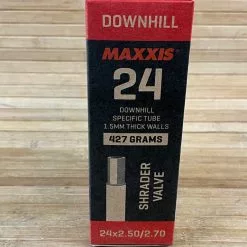 DOWNHILL
MAXXIS
24
DOWNHILL
SPECIFIC TUBE
1.5MM THICK WALLS
427 GRAMS
SHRADER
VALVE
24x2.50/2.70